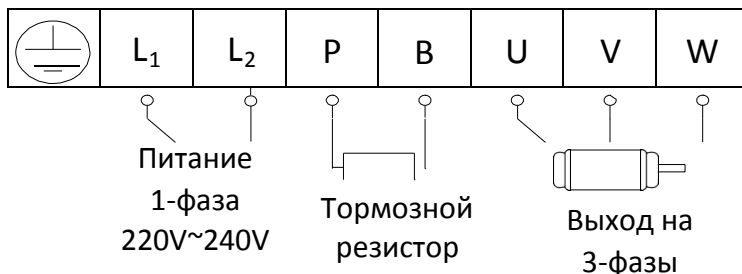 L₁ L₂ P B U V W
Питание
1-фаза
220V~240V
Тормозной
резистор
Выход на
3-фазы